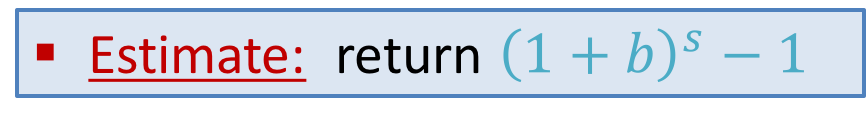 ▪ Estimate: return (1 + b)^s − 1